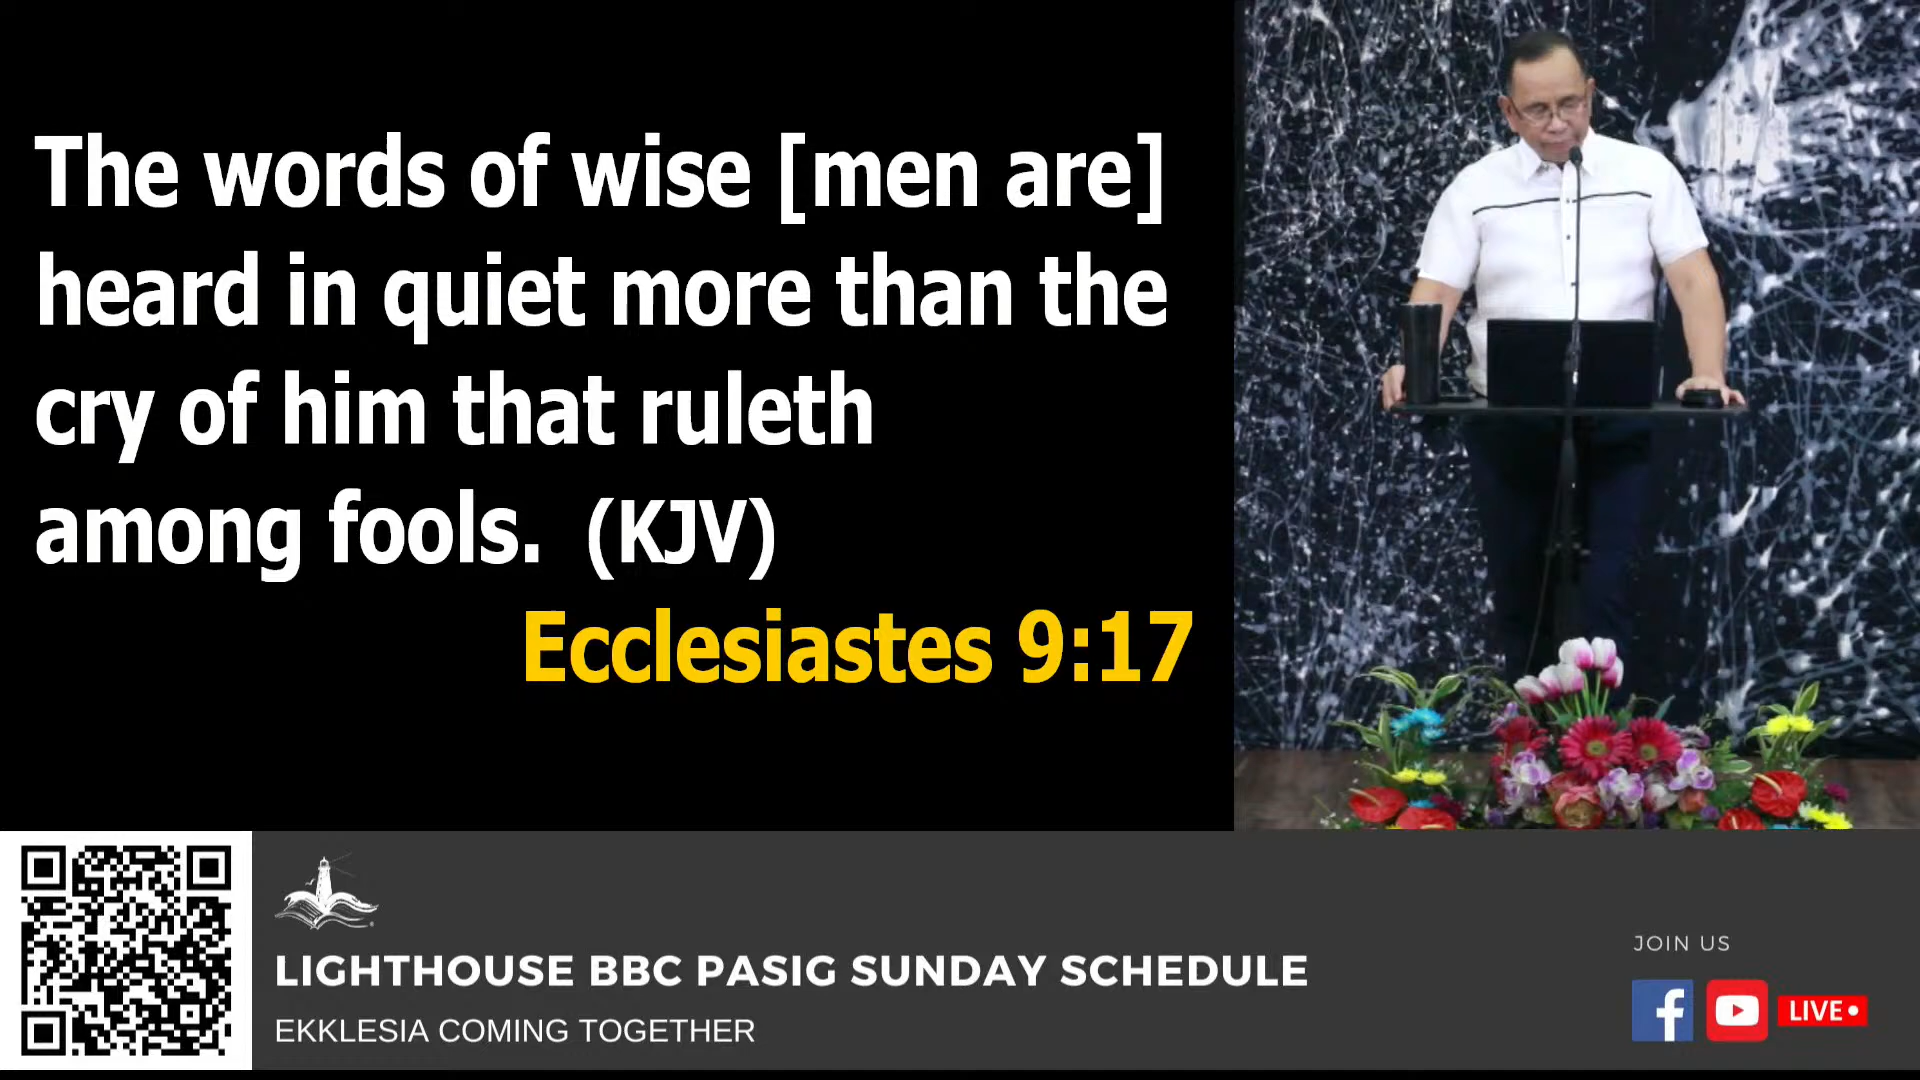 The words of wise [men are]
heard in quiet more than the
cry of him that ruleth
among fools.  (KJV)
Ecclesiastes 9:17
LIGHTHOUSE BBC PASIG SUNDAY SCHEDULE
EKKLESIA COMING TOGETHER
JOIN US
LIVE